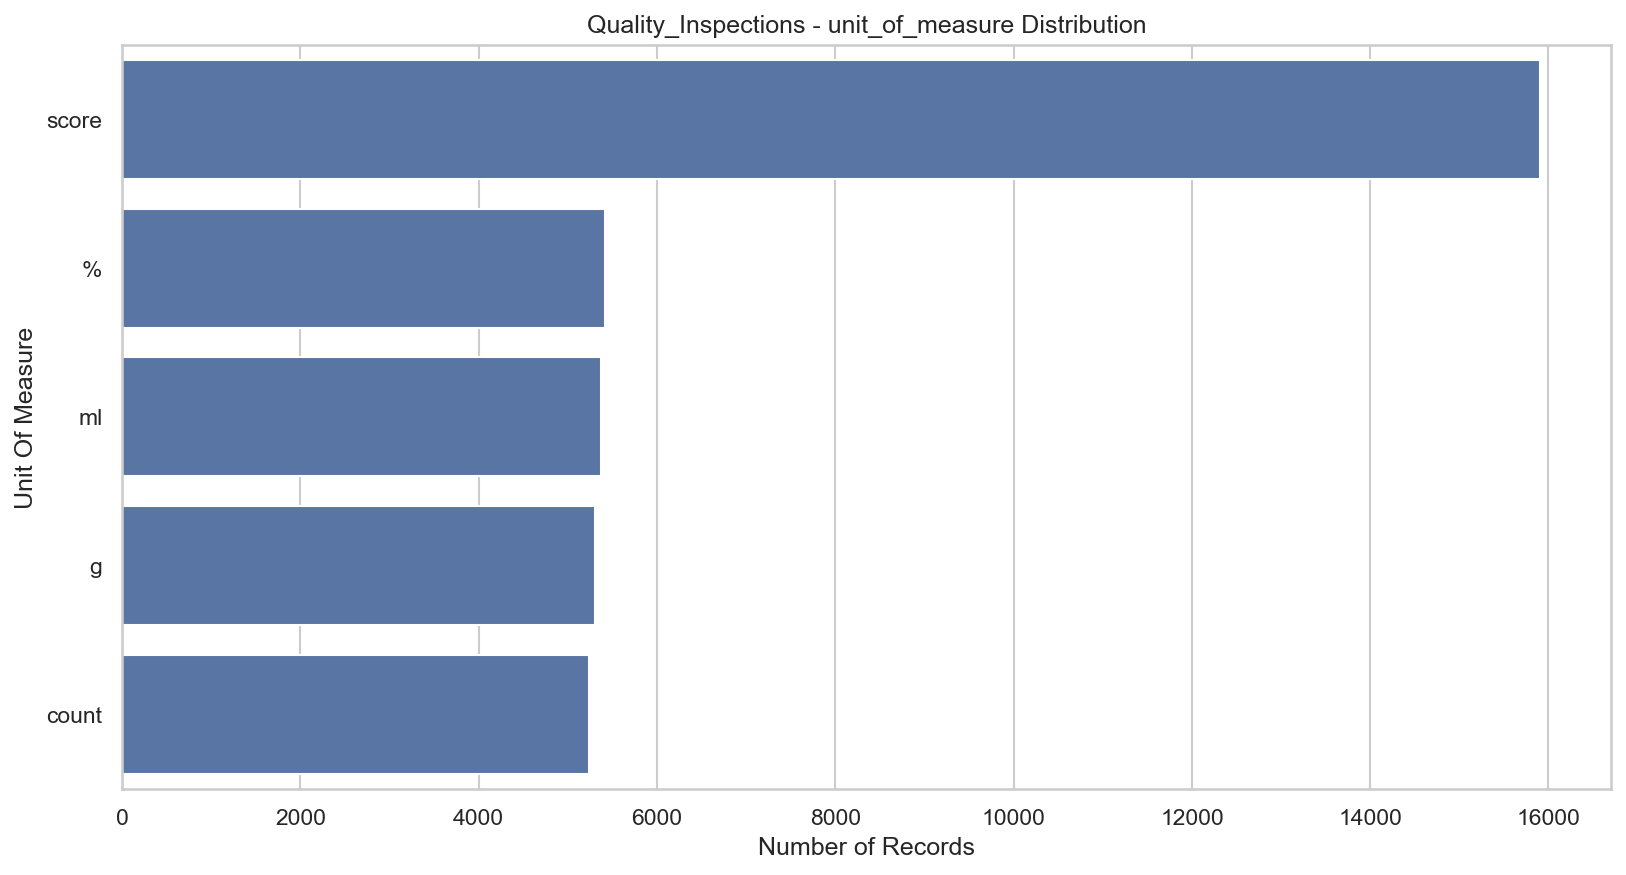 Quality_Inspections - unit_of_measure Distribution
score
%
ml
g
count
Unit Of Measure
0 2000 4000 6000 8000 10000 12000 14000 16000
Number of Records